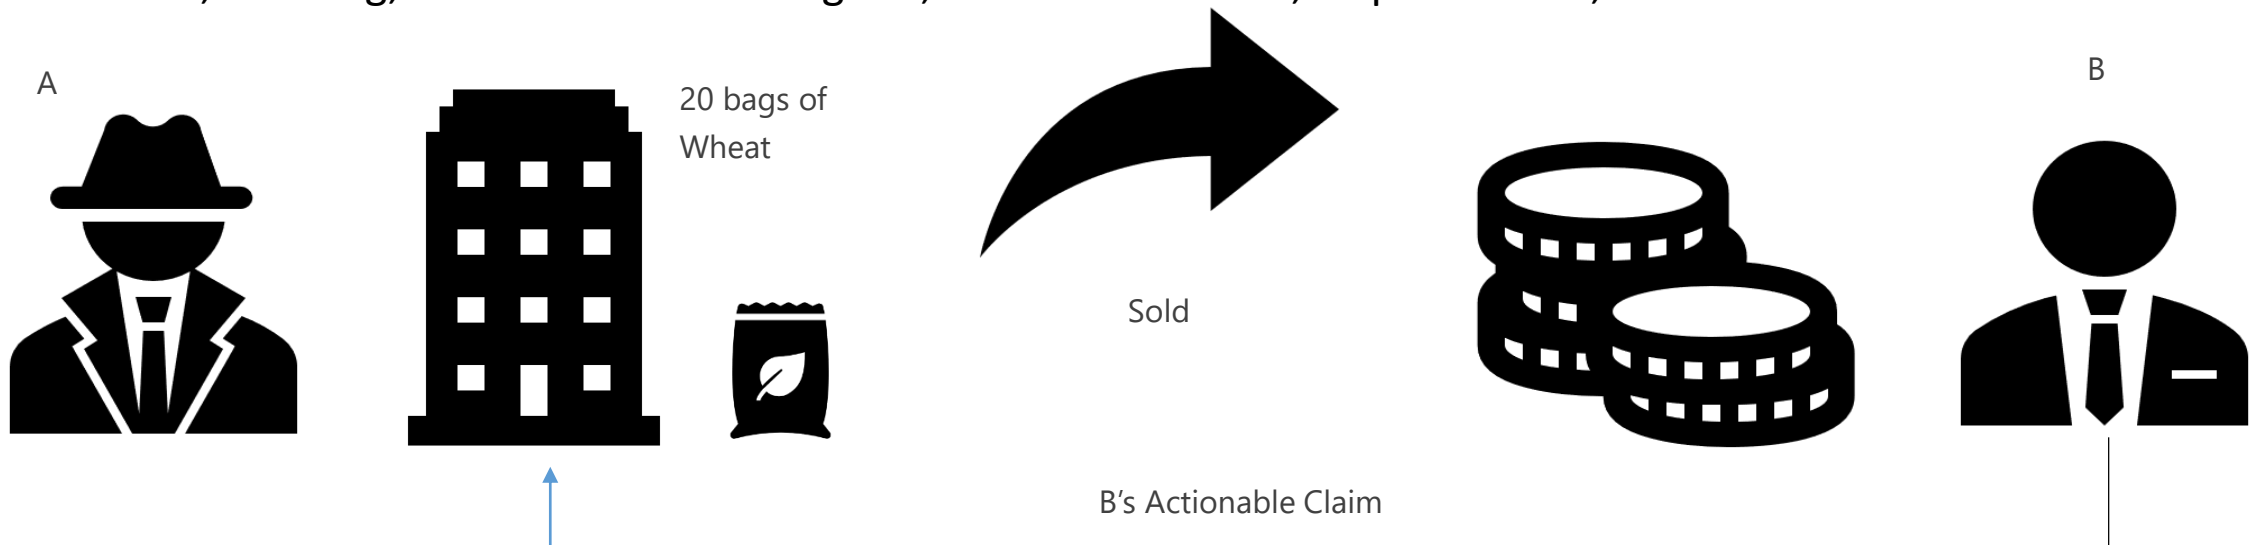 A
B
20 bags of
Wheat
Sold
B’s Actionable Claim